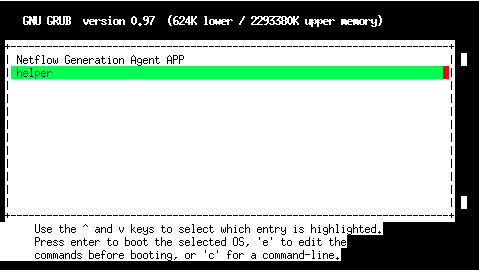 GNU GRUB version 0.97 (624K lower / 2293380K upper memory)
Netflow Generation Agent APP
helper
Use the ^ and v keys to select which entry is highlighted.
Press enter to boot the selected OS, 'e' to edit the
commands before booting, or 'c' for a command-line.